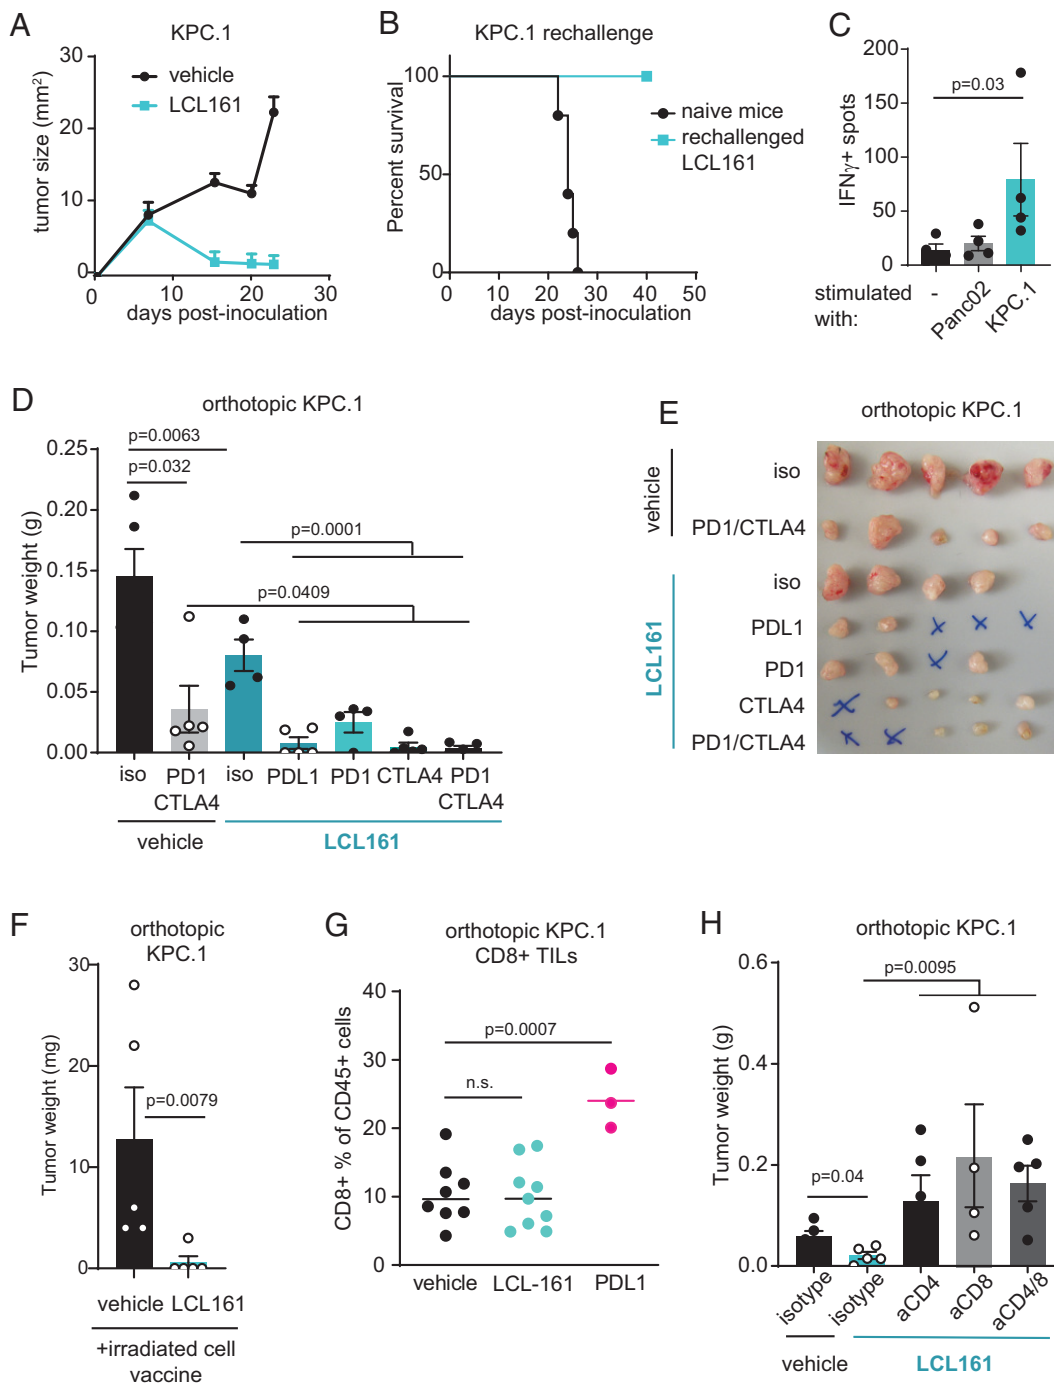 A
KPC.1
tumor size (mm²)
30
20
10
0
vehicle
LCL161
0
10
20
30
days post-inoculation
B
KPC.1 rechallenge
Percent survival
100
50
0
naive mice
rechallenged
LCL161
0
20
40
50
days post-inoculation
C
IFNγ+ spots
200
150
100
50
0
p=0.03
stimulated
with:
-
Panc02
KPC.1
D
orthotopic KPC.1
Tumor weight (g)
0.25
0.20
0.15
0.10
0.05
0.00
p=0.0063
p=0.032
p=0.0001
p=0.0409
iso
PD1
CTLA4
iso
PDL1
PD1
CTLA4
PD1
CTLA4
vehicle
LCL161
E
orthotopic KPC.1
vehicle
iso
PD1/CTLA4
LCL161
iso
PDL1
PD1
CTLA4
PD1/CTLA4
F
orthotopic
KPC.1
Tumor weight (mg)
30
20
10
0
p=0.0079
vehicle LCL161
+irradiated cell
vaccine
G
orthotopic KPC.1
CD8+ TILs
CD8+ % of CD45+ cells
40
30
20
10
0
p=0.0007
n.s.
vehicle
LCL-161
PDL1
H
orthotopic KPC.1
Tumor weight (g)
0.6
0.4
0.2
0.0
p=0.0095
p=0.04
isotype
isotype
aCD4
aCD8
aCD4/8
vehicle
LCL161